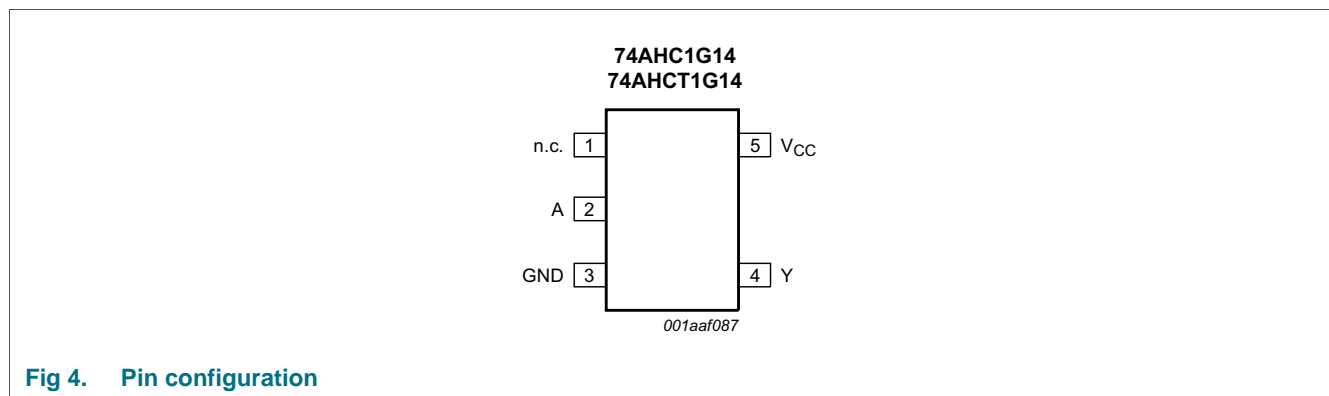 74AHC1G14
74AHCT1G14
n.c. 1
5 VCC
A 2
GND 3
4 Y
001aaf087
Fig 4. Pin configuration